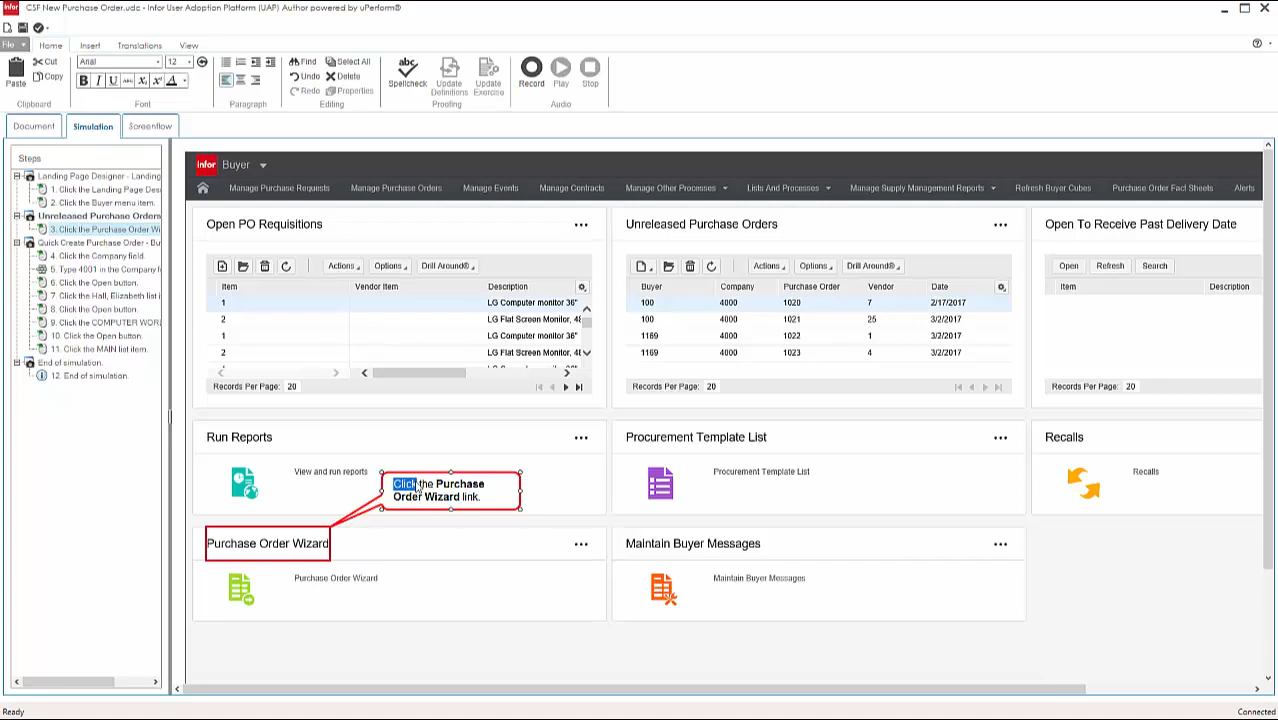 infor CSF New Purchase Order.udc - Infor User Adoption Platform (UAP) Author powered by uPerform®
File Home Insert Translations View
Paste Cut Copy Arial 12 Find Select All Spellcheck Update Definitions Update Exercise Record Play Stop
B I U Undo Delete
Redo Properties
Clipboard Font Paragraph Editing Proofing Audio
Document Simulation Screenflow
Steps
Landing Page Designer - Landing
1. Click the Landing Page Des
2. Click the Buyer menu item.
Unreleased Purchase Orders
3. Click the Purchase Order Wi
Quick Create Purchase Order - Bu
4. Click the Company field.
5. Type 4001 in the Company f
6. Click the Open button.
7. Click the Hall, Elizabeth list i
8. Click the Open button.
9. Click the COMPUTER WOR
10. Click the Open button.
11. Click the MAIN list item.
End of simulation.
12. End of simulation.
infor Buyer
Manage Purchase Requests Manage Purchase Orders Manage Events Manage Contracts Manage Other Processes Lists And Processes Manage Supply Management Reports Refresh Buyer Cubes Purchase Order Fact Sheets Alerts
Open PO Requisitions
Actions Options Drill Around®
Item Vendor Item Description
1 LG Computer monitor 36"
2 LG Flat Screen Monitor, 48
1 LG Computer monitor 36"
2 LG Flat Screen Monitor, 48
Records Per Page: 20
Unreleased Purchase Orders
Actions Options Drill Around®
Buyer Company Purchase Order Vendor Date
100 4000 1020 7 2/17/2017
100 4000 1021 25 3/2/2017
1169 4000 1022 1 3/2/2017
1169 4000 1023 4 3/2/2017
Records Per Page: 20
Open To Receive Past Delivery Date
Open Refresh Search
Item Description
Records Per Page: 20
Run Reports
View and run reports
Click the Purchase
Order Wizard link.
Procurement Template List
Procurement Template List
Recalls
Recalls
Purchase Order Wizard
Purchase Order Wizard
Maintain Buyer Messages
Maintain Buyer Messages
Ready Connected